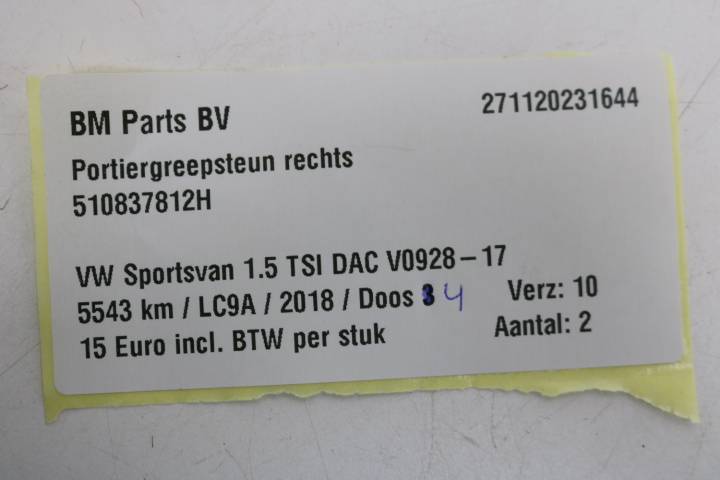 BM Parts BV 271120231644
Portiergreepsteun rechts
510837812H
VW Sportsvan 1.5 TSI DAC V0928-17
5543 km / LC9A / 2018 / Doos 3 4 Verz: 10
15 Euro incl. BTW per stuk Aantal: 2